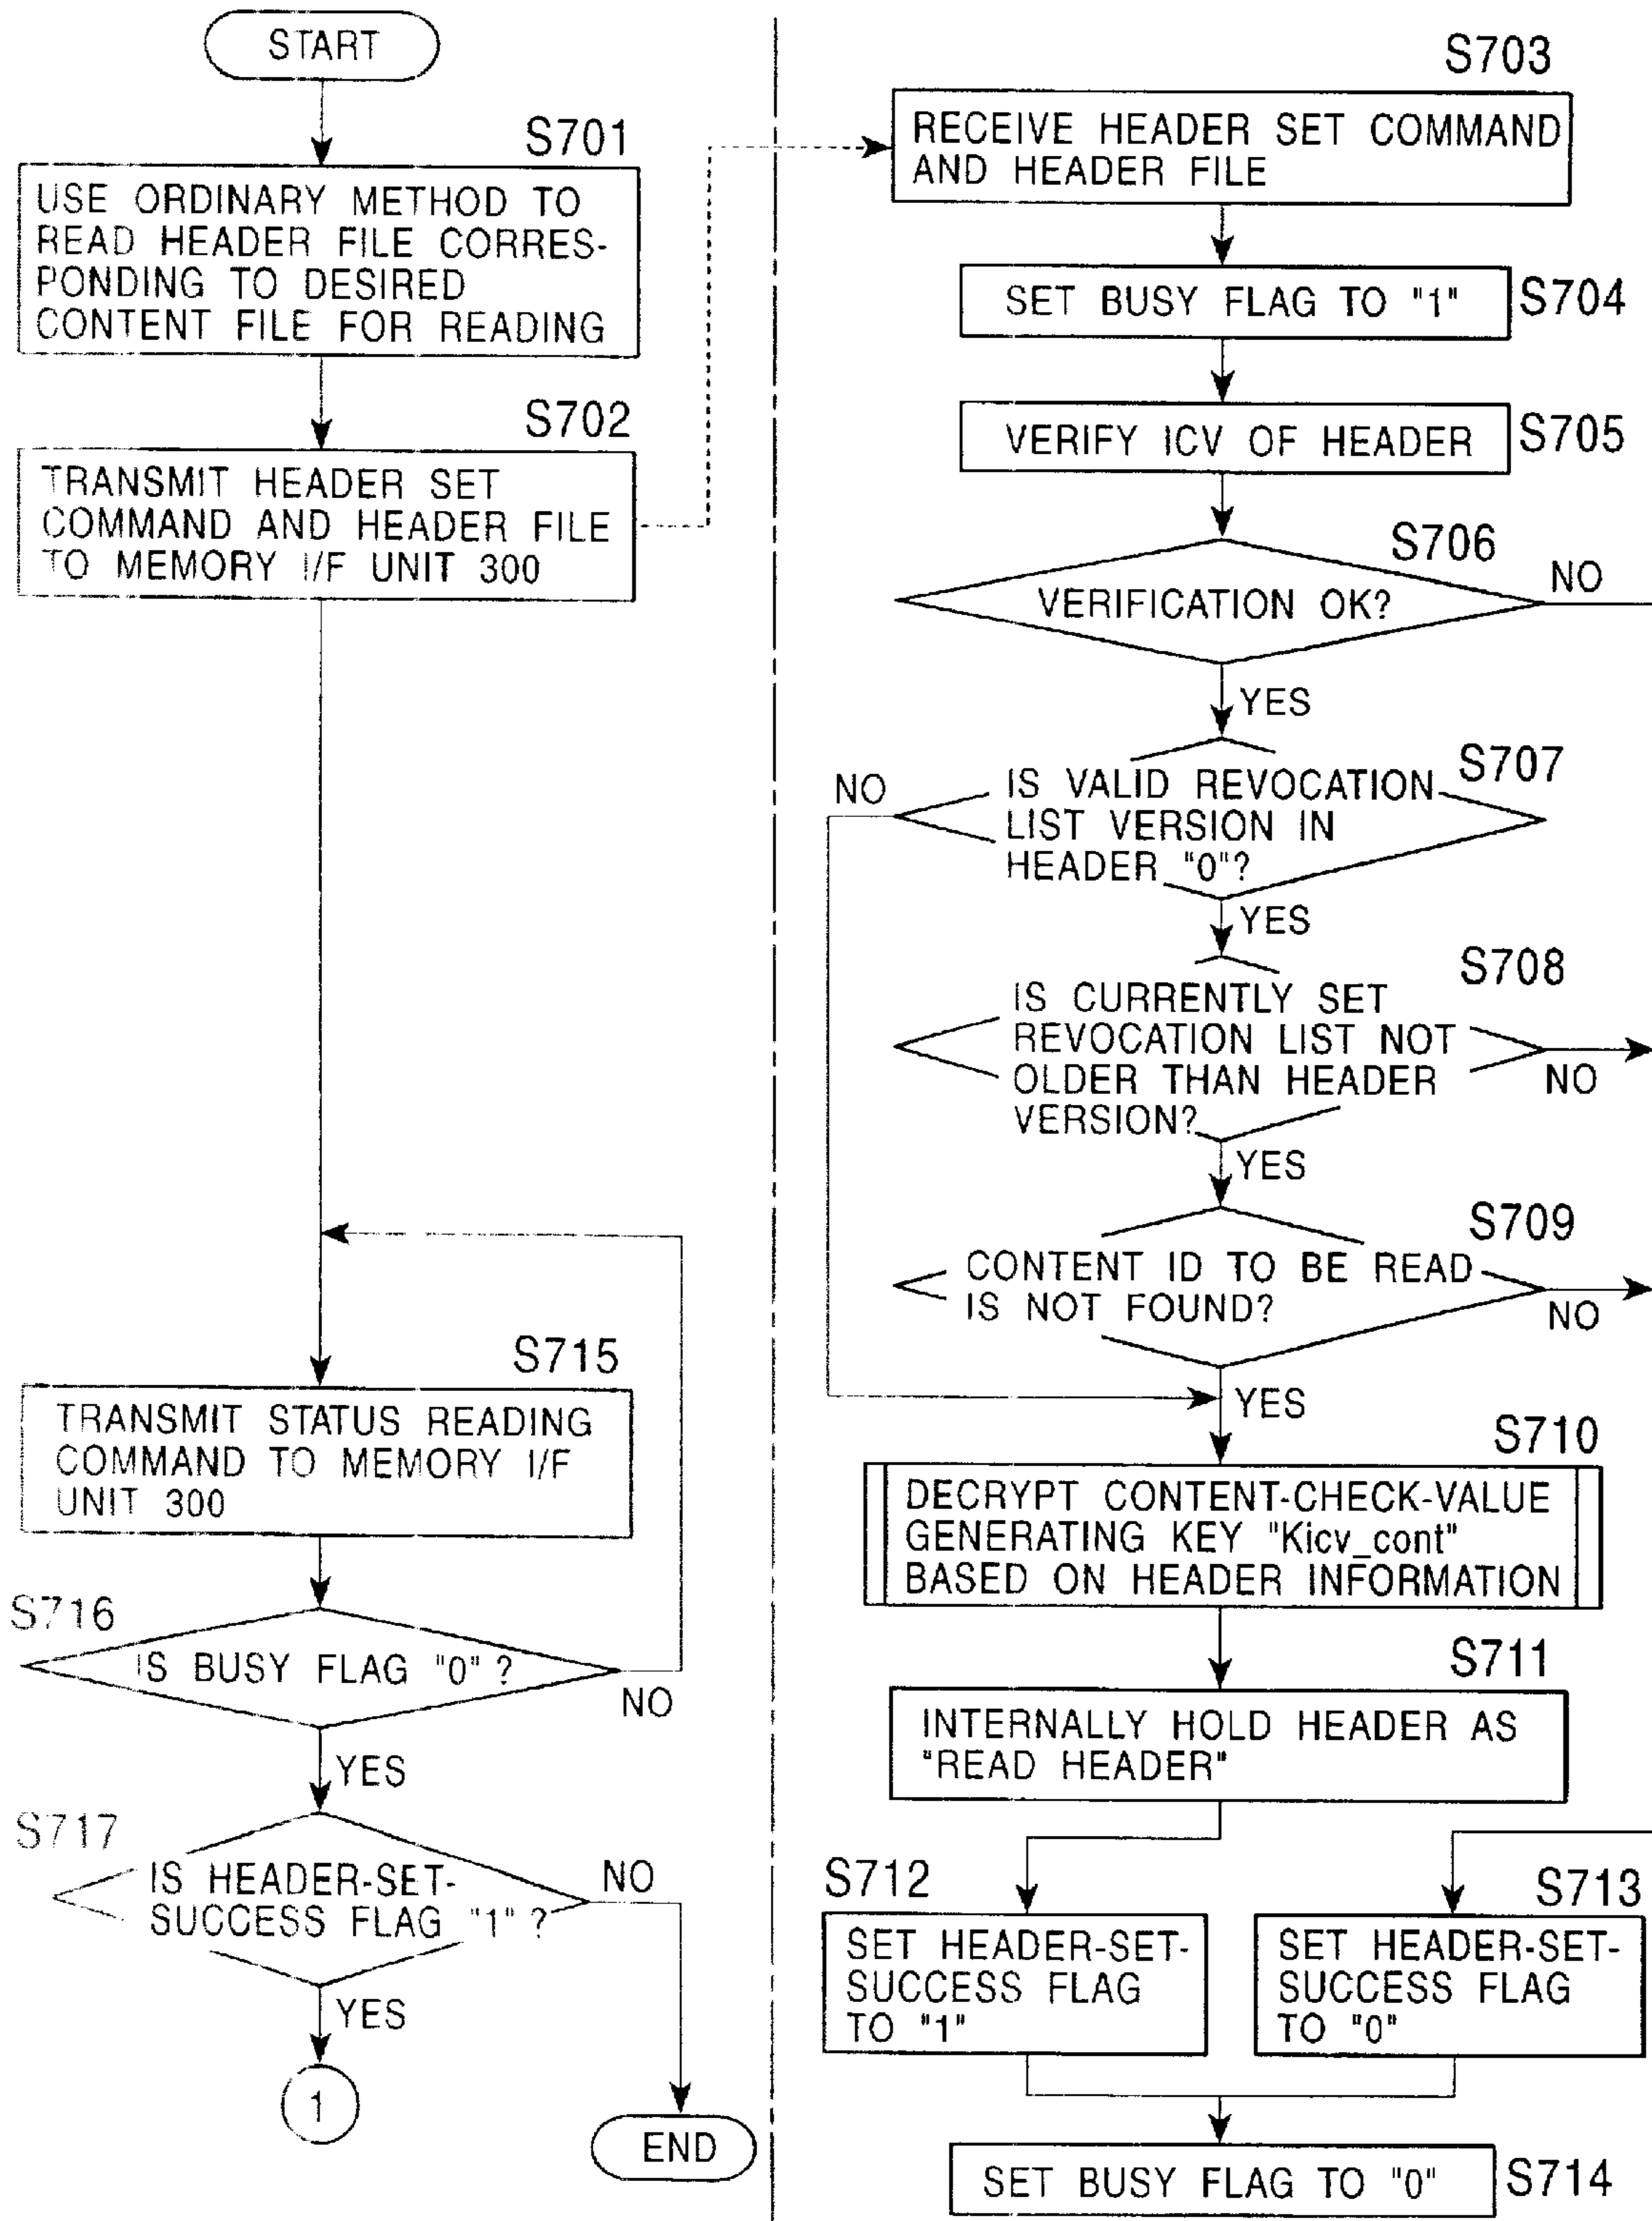 START
S701
USE ORDINARY METHOD TO
READ HEADER FILE CORRES-
PONDING TO DESIRED
CONTENT FILE FOR READING
S702
TRANSMIT HEADER SET
COMMAND AND HEADER FILE
TO MEMORY I/F UNIT 300
S715
TRANSMIT STATUS READING
COMMAND TO MEMORY I/F
UNIT 300
S716
IS BUSY FLAG "0" ?
NO
YES
S717
IS HEADER-SET-
SUCCESS FLAG "1" ?
NO
YES
1
END
S703
RECEIVE HEADER SET COMMAND
AND HEADER FILE
SET BUSY FLAG TO "1"
S704
VERIFY ICV OF HEADER
S705
S706
VERIFICATION OK?
NO
YES
S707
IS VALID REVOCATION
LIST VERSION IN
HEADER "0"?
NO
YES
S708
IS CURRENTLY SET
REVOCATION LIST NOT
OLDER THAN HEADER
VERSION?
NO
YES
S709
CONTENT ID TO BE READ
IS NOT FOUND?
NO
YES
S710
DECRYPT CONTENT-CHECK-VALUE
GENERATING KEY "Kicv_cont"
BASED ON HEADER INFORMATION
S711
INTERNALLY HOLD HEADER AS
"READ HEADER"
S712
SET HEADER-SET-
SUCCESS FLAG
TO "1"
S713
SET HEADER-SET-
SUCCESS FLAG
TO "0"
SET BUSY FLAG TO "0"
S714